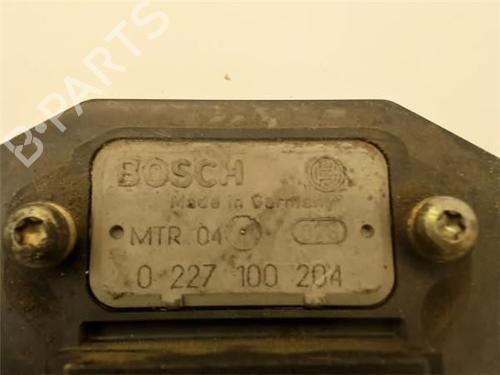 B-PARTS
BOSCH
Made in Germany
MTR 04
0 227 100 204